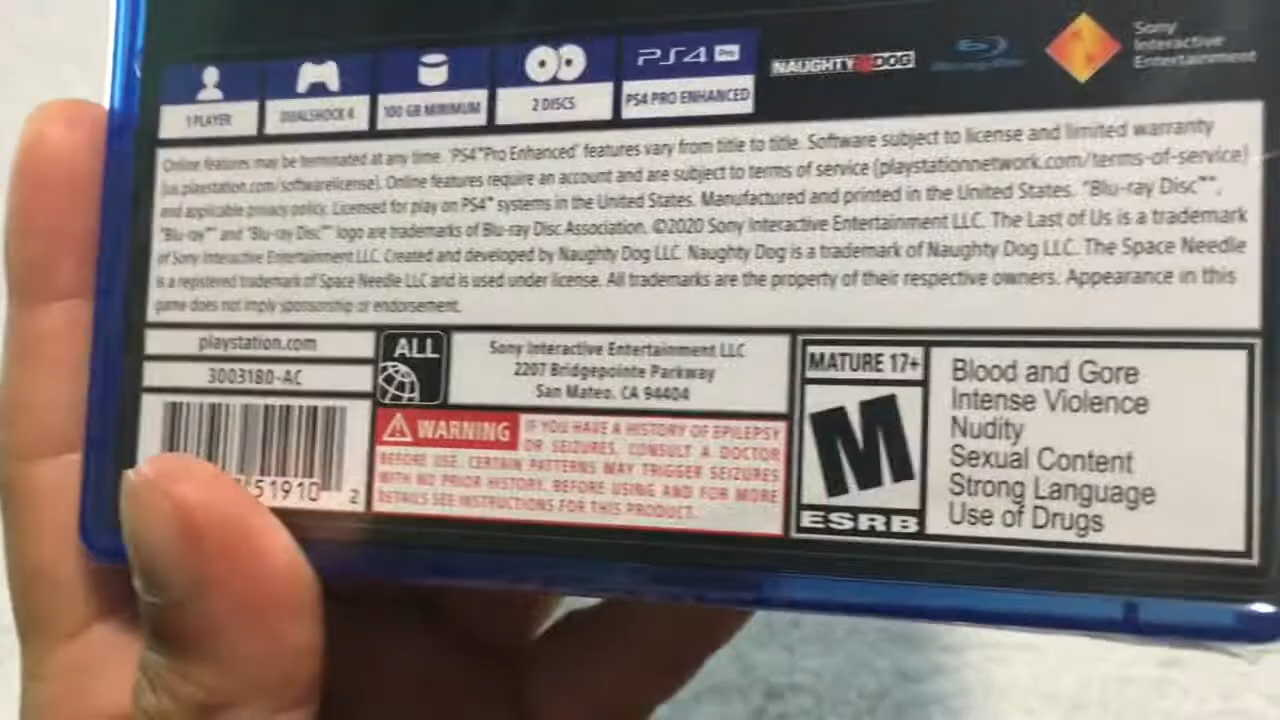 1 PLAYER
DUALSHOCK 4
100 GB MINIMUM
2 DISCS
PS4 Pro
PS4 PRO ENHANCED
NAUGHTY DOG
Sony
Interactive
Entertainment
Online features may be terminated at any time. 'PS4™ Pro Enhanced' features vary from title to title. Software subject to license and limited warranty
(us.playstation.com/softwarelicense). Online features require an account and are subject to terms of service (playstationnetwork.com/terms-of-service)
and applicable privacy policy. Licensed for play on PS4™ systems in the United States. Manufactured and printed in the United States. "Blu-ray Disc™",
"Blu-ray™" and "Blu-ray Disc™" logo are trademarks of Blu-ray Disc Association. ©2020 Sony Interactive Entertainment LLC. The Last of Us is a trademark
of Sony Interactive Entertainment LLC. Created and developed by Naughty Dog LLC. Naughty Dog is a trademark of Naughty Dog LLC. The Space Needle
is a registered trademark of Space Needle LLC and is used under license. All trademarks are the property of their respective owners. Appearance in this
game does not imply sponsorship or endorsement.
playstation.com
3003180-AC
ALL
Sony Interactive Entertainment LLC
2207 Bridgepointe Parkway
San Mateo, CA 94404
WARNING IF YOU HAVE A HISTORY OF EPILEPSY
OR SEIZURES, CONSULT A DOCTOR
BEFORE USE. CERTAIN PATTERNS MAY TRIGGER SEIZURES
WITH NO PRIOR HISTORY. BEFORE USING AND FOR MORE
DETAILS SEE INSTRUCTIONS FOR THIS PRODUCT.
51910 2
MATURE 17+
M
ESRB
Blood and Gore
Intense Violence
Nudity
Sexual Content
Strong Language
Use of Drugs